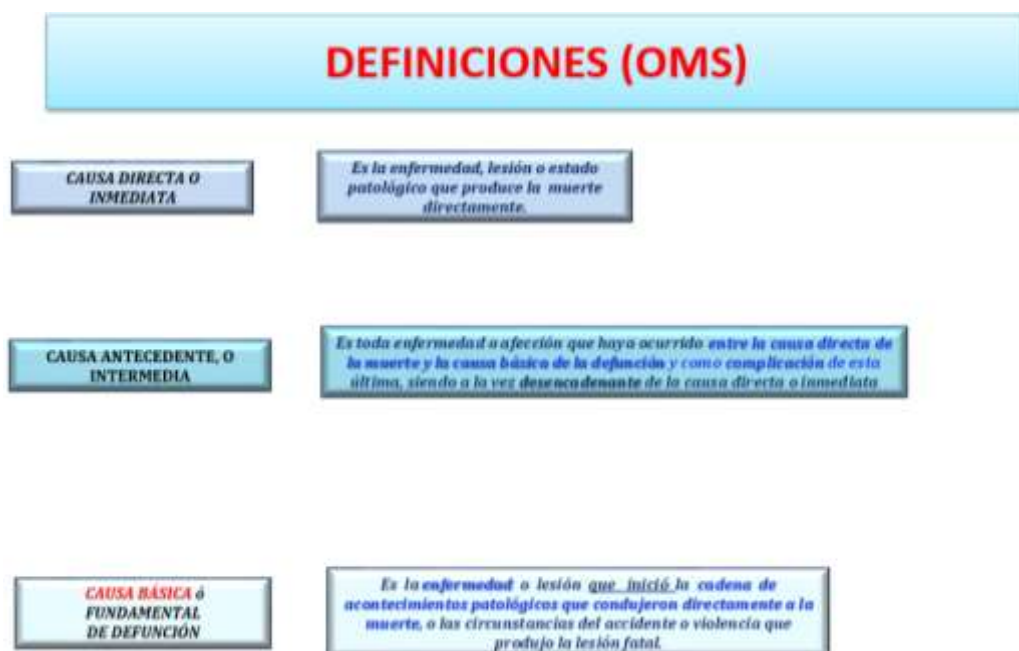 DEFINICIONES (OMS)
CAUSA DIRECTA O
INMEDIATA
Es la enfermedad, lesión o estado
patológico que produce la muerte
directamente.
CAUSA ANTECEDENTE, O
INTERMEDIA
Es toda enfermedad o afección que haya ocurrido entre la causa directa de
la muerte y la causa básica de la defunción y como complicación de esta
última, siendo a la vez desencadenante de la causa directa o inmediata
CAUSA BÁSICA ó
FUNDAMENTAL
DE DEFUNCIÓN
Es la enfermedad o lesión que inició la cadena de
acontecimientos patológicos que condujeron directamente a la
muerte, o las circunstancias del accidente o violencia que
produjo la lesión fatal.